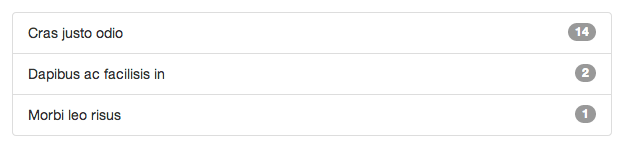 Cras justo odio 14
Dapibus ac facilisis in 2
Morbi leo risus 1